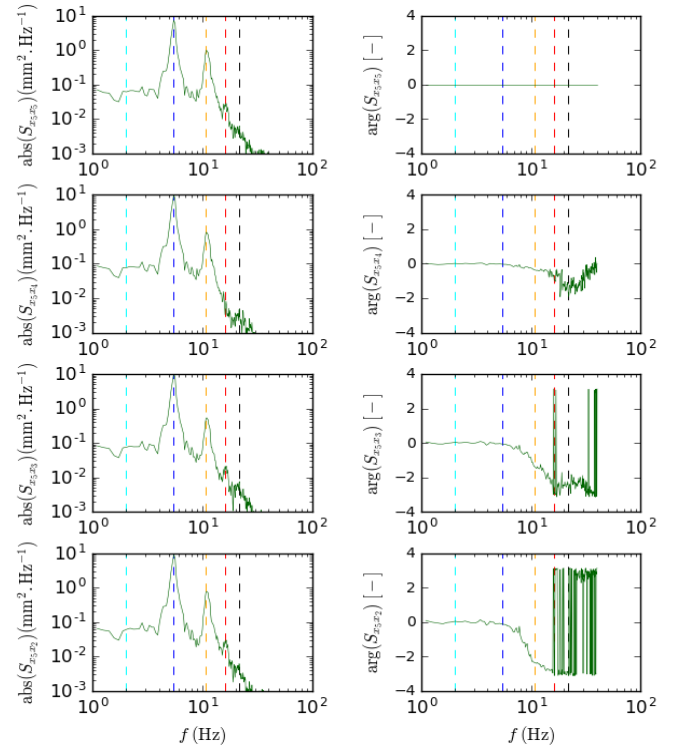 10¹
10⁰
10⁻¹
10⁻²
10⁻³
abs(S_{x₅x₅})(mm².Hz⁻¹)
10⁰ 10¹ 10²
4
2
0
−2
−4
arg(S_{x₅x₅}) [−]
10⁰ 10¹ 10²
10¹
10⁰
10⁻¹
10⁻²
10⁻³
abs(S_{x₅x₄})(mm².Hz⁻¹)
10⁰ 10¹ 10²
4
2
0
−2
−4
arg(S_{x₅x₄}) [−]
10⁰ 10¹ 10²
10¹
10⁰
10⁻¹
10⁻²
10⁻³
abs(S_{x₅x₃})(mm².Hz⁻¹)
10⁰ 10¹ 10²
4
2
0
−2
−4
arg(S_{x₅x₃}) [−]
10⁰ 10¹ 10²
10¹
10⁰
10⁻¹
10⁻²
10⁻³
abs(S_{x₅x₂})(mm².Hz⁻¹)
10⁰ 10¹ 10²
f (Hz)
4
2
0
−2
−4
arg(S_{x₅x₂}) [−]
10⁰ 10¹ 10²
f (Hz)